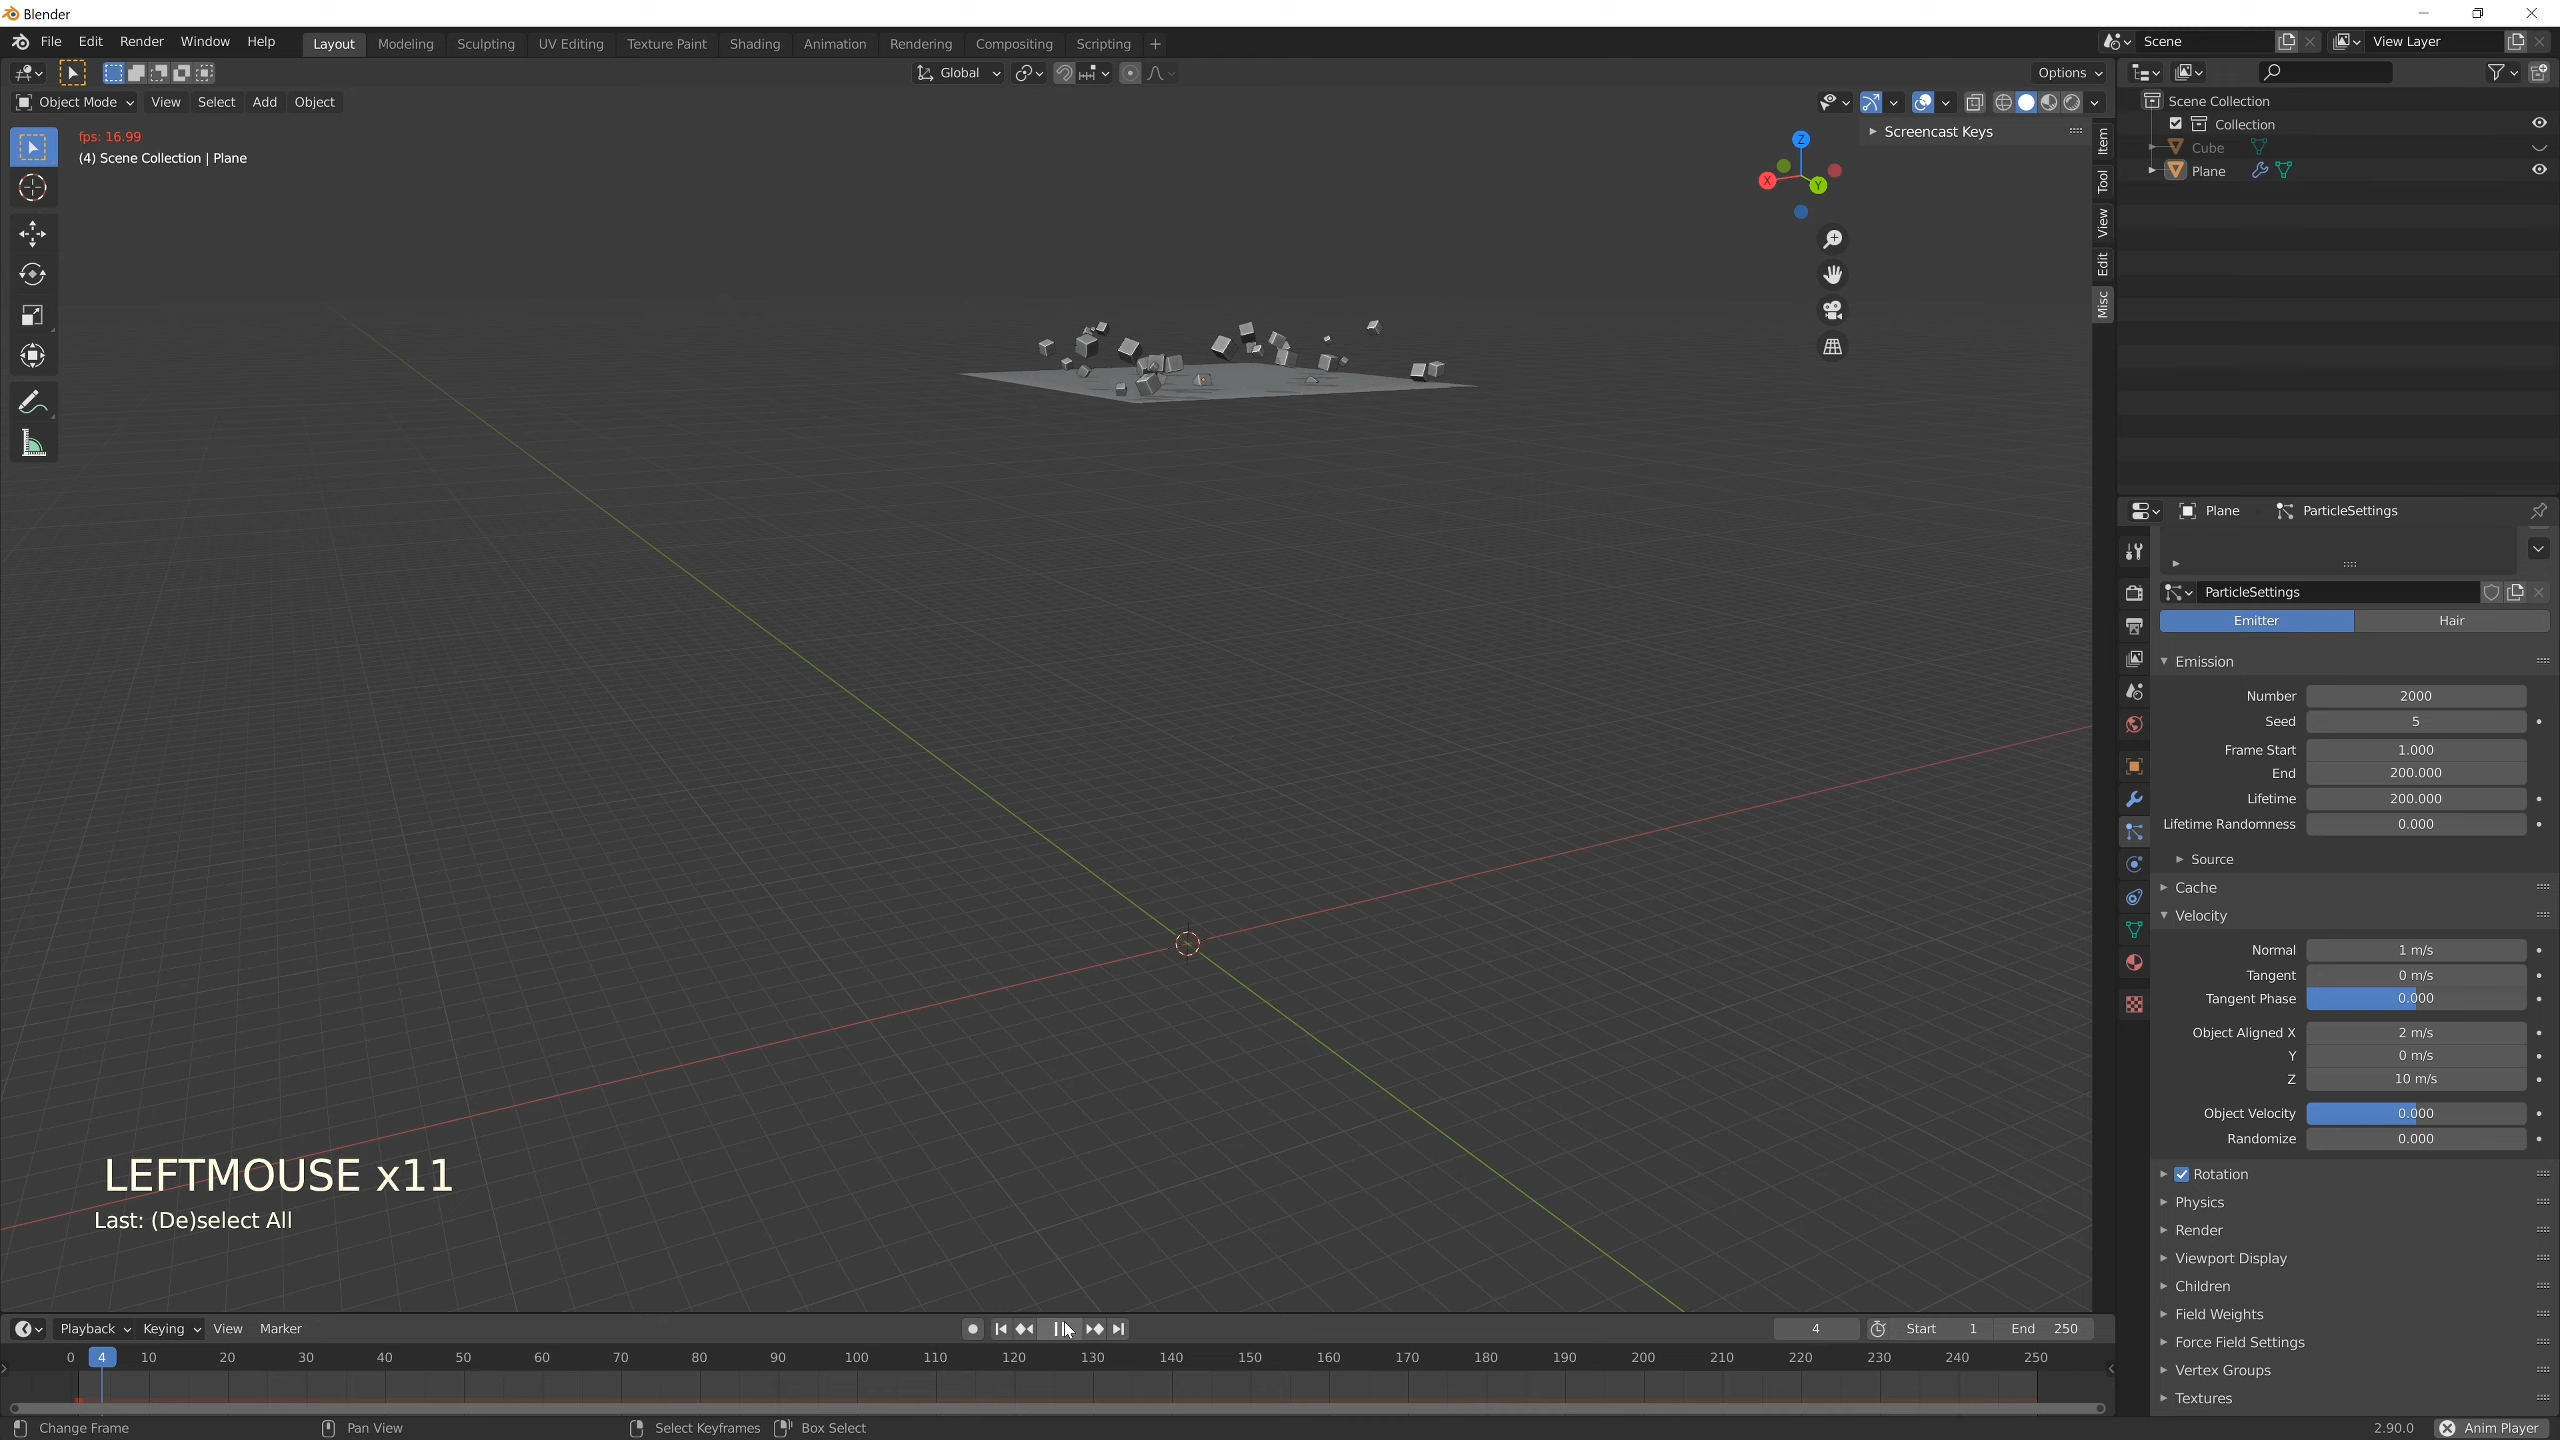 Blender
File Edit Render Window Help Layout Modeling Sculpting UV Editing Texture Paint Shading Animation Rendering Compositing Scripting + Scene View Layer
Global Options
Object Mode View Select Add Object
fps: 16.99
(4) Scene Collection | Plane
Screencast Keys
Z
X
Y
Item
Tool
View
Edit
Misc
Scene Collection
Collection
Cube
Plane
Plane ParticleSettings
ParticleSettings
Emitter Hair
Emission
Number 2000
Seed 5
Frame Start 1.000
End 200.000
Lifetime 200.000
Lifetime Randomness 0.000
Source
Cache
Velocity
Normal 1 m/s
Tangent 0 m/s
Tangent Phase 0.000
Object Aligned X 2 m/s
Y 0 m/s
Z 10 m/s
Object Velocity 0.000
Randomize 0.000
Rotation
Physics
Render
Viewport Display
Children
Field Weights
Force Field Settings
Vertex Groups
Textures
LEFTMOUSE x11
Last: (De)select All
Playback Keying View Marker 4 Start 1 End 250
0 4 10 20 30 40 50 60 70 80 90 100 110 120 130 140 150 160 170 180 190 200 210 220 230 240 250
Change Frame Pan View Select Keyframes Box Select 2.90.0 Anim Player